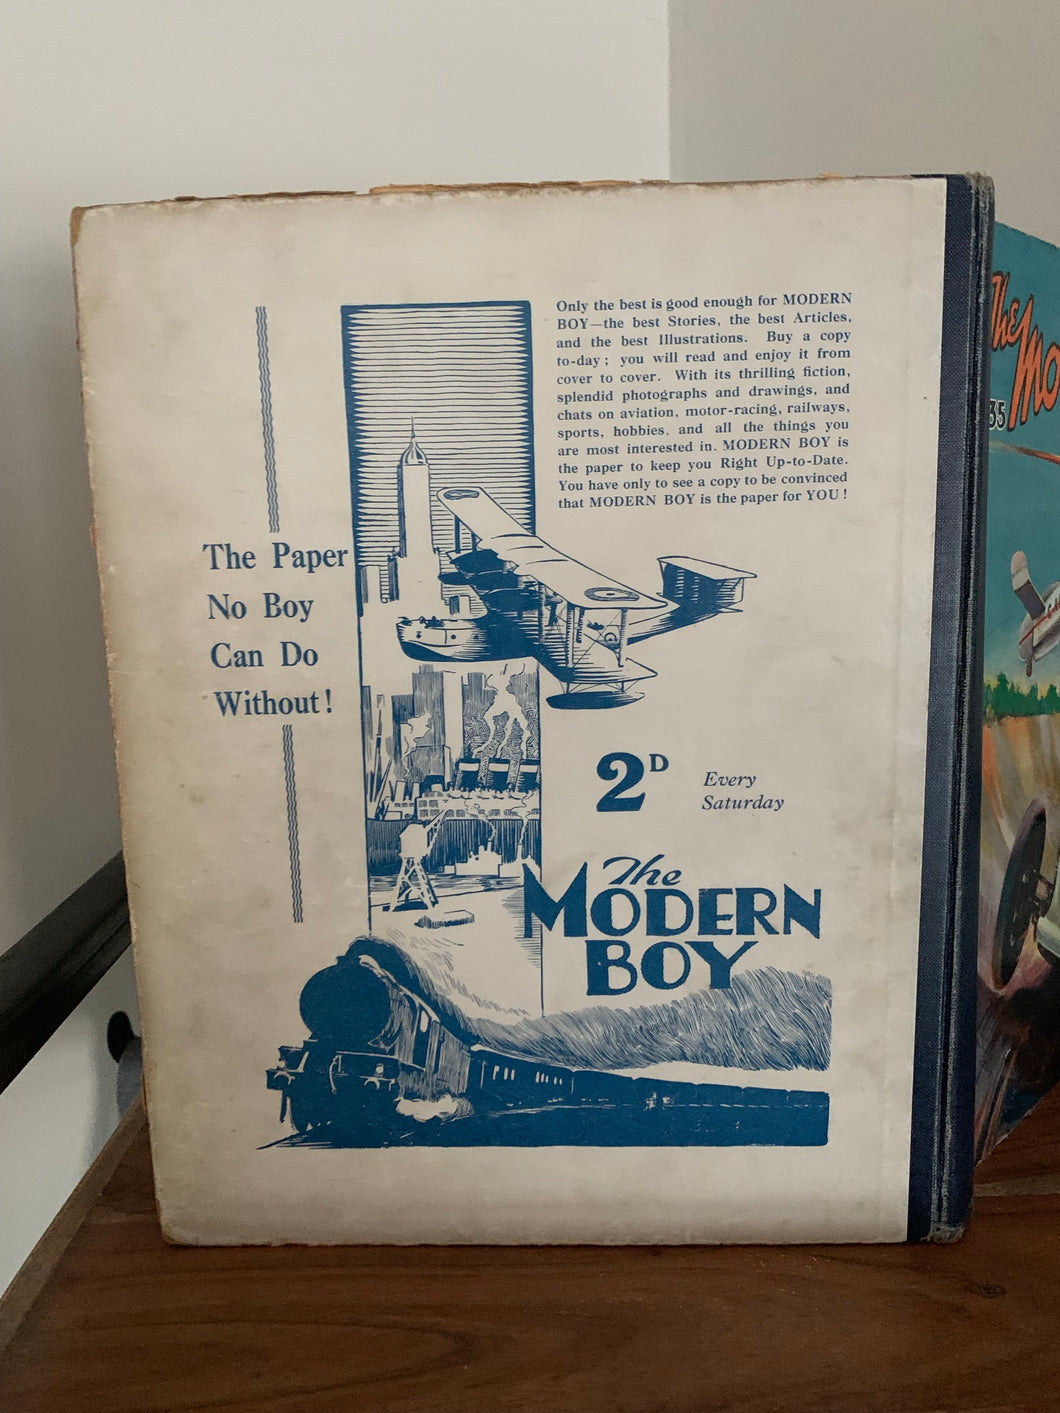 Only the best is good enough for MODERN
BOY—the best Stories, the best Articles,
and the best Illustrations. Buy a copy
to-day; you will read and enjoy it from
cover to cover. With its thrilling fiction,
splendid photographs and drawings, and
chats on aviation, motor-racing, railways,
sports, hobbies, and all the things you
are most interested in. MODERN BOY is
the paper to keep you Right Up-to-Date.
You have only to see a copy to be convinced
that MODERN BOY is the paper for YOU!
The Paper
No Boy
Can Do
Without!
2D
Every
Saturday
The
MODERN
BOY
The